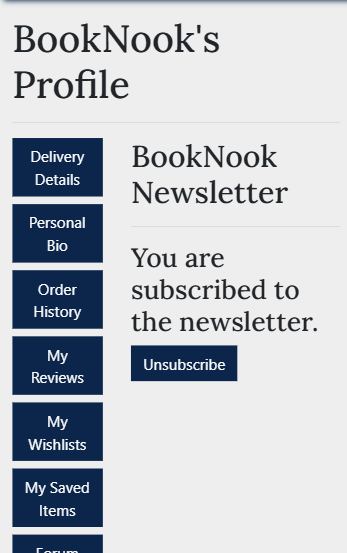 BookNook's
Profile
Delivery
Details
Personal
Bio
Order
History
My
Reviews
My
Wishlists
My Saved
Items
Forum
BookNook
Newsletter
You are
subscribed to
the newsletter.
Unsubscribe